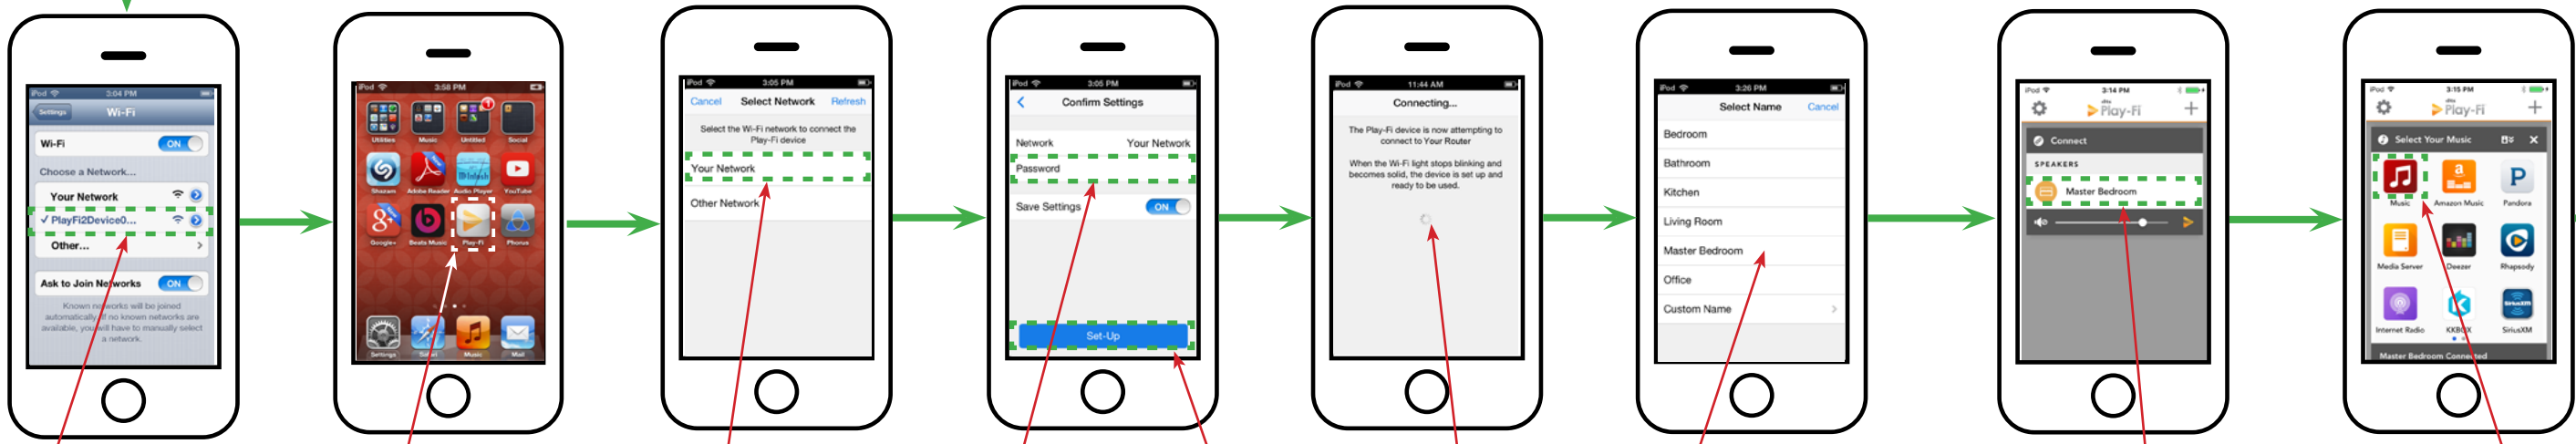 iPod 3:04 PM
Settings Wi-Fi
Wi-Fi ON
Choose a Network...
Your Network
✓ PlayFi2Device0...
Other...
Ask to Join Networks ON
Known networks will be joined
automatically. If no known networks are
available, you will have to manually select
a network.
iPod 3:58 PM
1
Utilities Music Untitled Social
Shazam Adobe Reader Audio Player YouTube
Google+ Beats Music Play-Fi Phorus
Settings Safari Music Mail
iPod 3:05 PM
Cancel Select Network Refresh
Select the Wi-Fi network to connect the
Play-Fi device
Your Network
Other Network
iPod 3:05 PM
Confirm Settings
Network Your Network
Password
Save Settings ON
Set-Up
iPod 11:44 AM
Connecting...
The Play-Fi device is now attempting to
connect to Your Router
When the Wi-Fi light stops blinking and
becomes solid, the device is set up and
ready to be used.
iPod 3:26 PM
Select Name Cancel
Bedroom
Bathroom
Kitchen
Living Room
Master Bedroom
Office
Custom Name
iPod 3:14 PM
dts
Play-Fi
Connect
SPEAKERS
Master Bedroom
iPod 3:15 PM
dts
Play-Fi
Select Your Music
Music Amazon Music Pandora
Media Server Deezer Rhapsody
Internet Radio KKBOX SiriusXM
Master Bedroom Connected